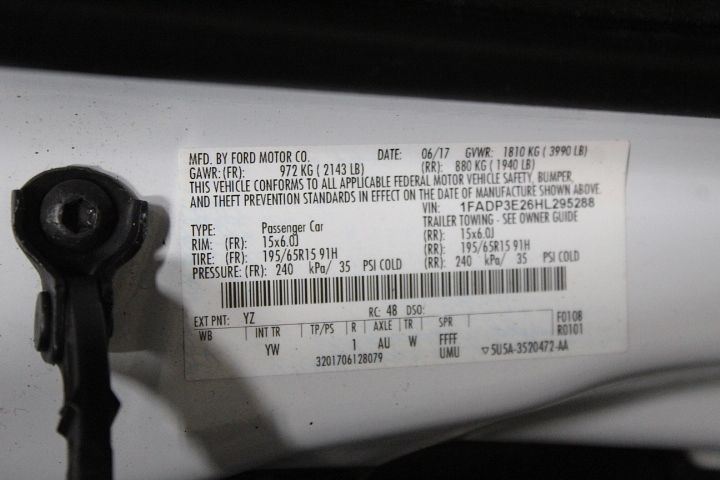 MFD. BY FORD MOTOR CO. DATE: 06/17 GVWR: 1810 KG ( 3990 LB)
GAWR: (FR): 972 KG ( 2143 LB) (RR): 880 KG ( 1940 LB)
THIS VEHICLE CONFORMS TO ALL APPLICABLE FEDERAL MOTOR VEHICLE SAFETY, BUMPER,
AND THEFT PREVENTION STANDARDS IN EFFECT ON THE DATE OF MANUFACTURE SHOWN ABOVE.
VIN: 1FADP3E26HL295288
TYPE: Passenger Car TRAILER TOWING - SEE OWNER GUIDE
RIM: (FR): 15x6.0J (RR): 15x6.0J
TIRE: (FR): 195/65R15 91H (RR): 195/65R15 91H
PRESSURE: (FR): 240 kPa/ 35 PSI COLD (RR): 240 kPa/ 35 PSI COLD
EXT PNT: YZ RC: 48 DSO: F0108
WB INT TR TP/PS R AXLE TR SPR R0101
YW 1 AU W FFFF
3201706128079 UMU ▽5U5A-3520472-AA